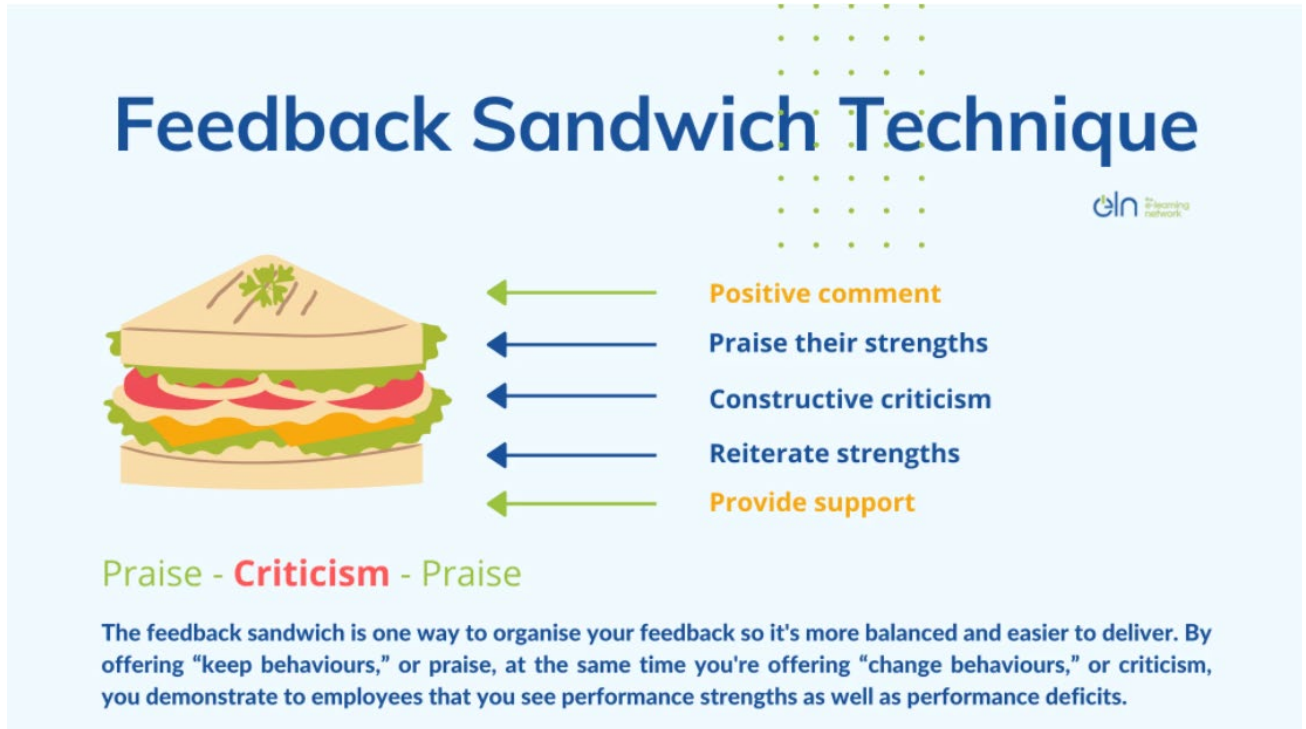 Feedback Sandwich Technique
eln the e-learning network
Positive comment
Praise their strengths
Constructive criticism
Reiterate strengths
Provide support
Praise - Criticism - Praise
The feedback sandwich is one way to organise your feedback so it's more balanced and easier to deliver. By
offering “keep behaviours,” or praise, at the same time you're offering “change behaviours,” or criticism,
you demonstrate to employees that you see performance strengths as well as performance deficits.